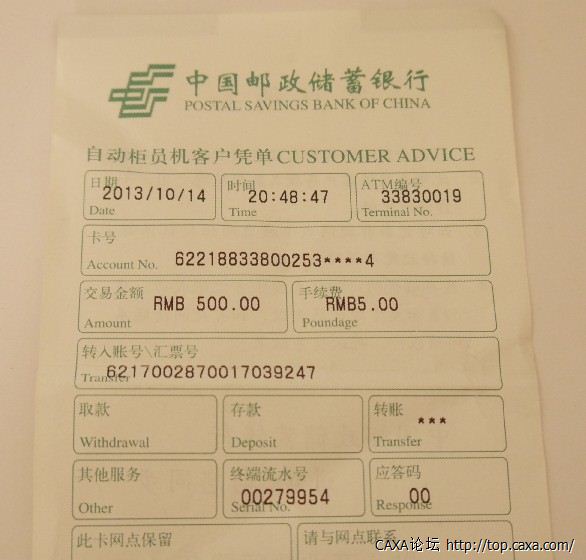 中国邮政储蓄银行
POSTAL SAVINGS BANK OF CHINA
自动柜员机客户凭单 CUSTOMER ADVICE
日期 2013/10/14 Date
时间 20:48:47 Time
ATM编号 33830019 Terminal No.
卡号
Account No. 62218833800253****4
交易金额 RMB 500.00 Amount
手续费 RMB5.00 Poundage
转入账号\汇票号
Transfer 6217002870017039247
取款 Withdrawal
存款 Deposit
转账 *** Transfer
其他服务 Other
终端流水号 00279954 Serial No.
应答码 00 Response
此卡网点保留
请与网点联系
CAXA论坛 http://top.caxa.com/